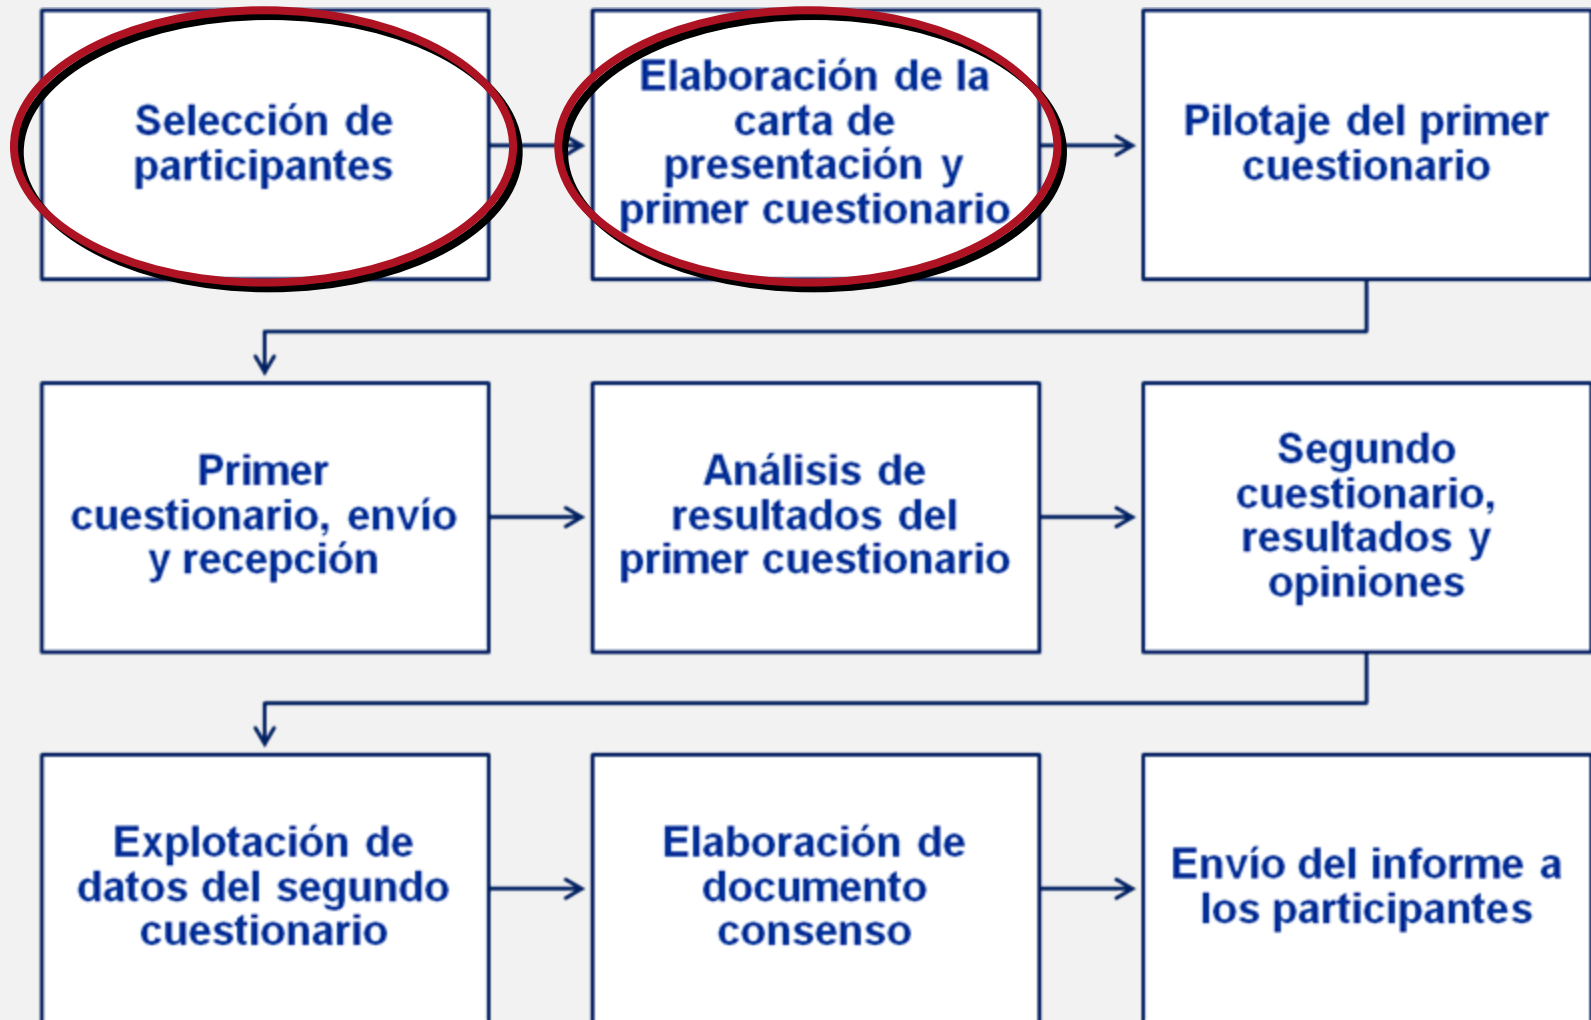 Selección de
participantes
Elaboración de la
carta de
presentación y
primer cuestionario
Pilotaje del primer
cuestionario
Primer
cuestionario, envío
y recepción
Análisis de
resultados del
primer cuestionario
Segundo
cuestionario,
resultados y
opiniones
Explotación de
datos del segundo
cuestionario
Elaboración de
documento
consenso
Envío del informe a
los participantes